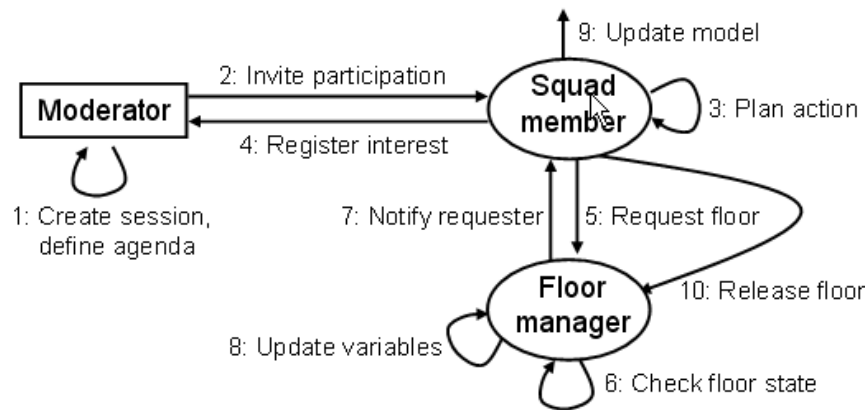 9: Update model
2: Invite participation
Squad
member
Moderator
3: Plan action
4: Register interest
1: Create session,
define agenda
7: Notify requester
5: Request floor
Floor
manager
10: Release floor
8: Update variables
6: Check floor state